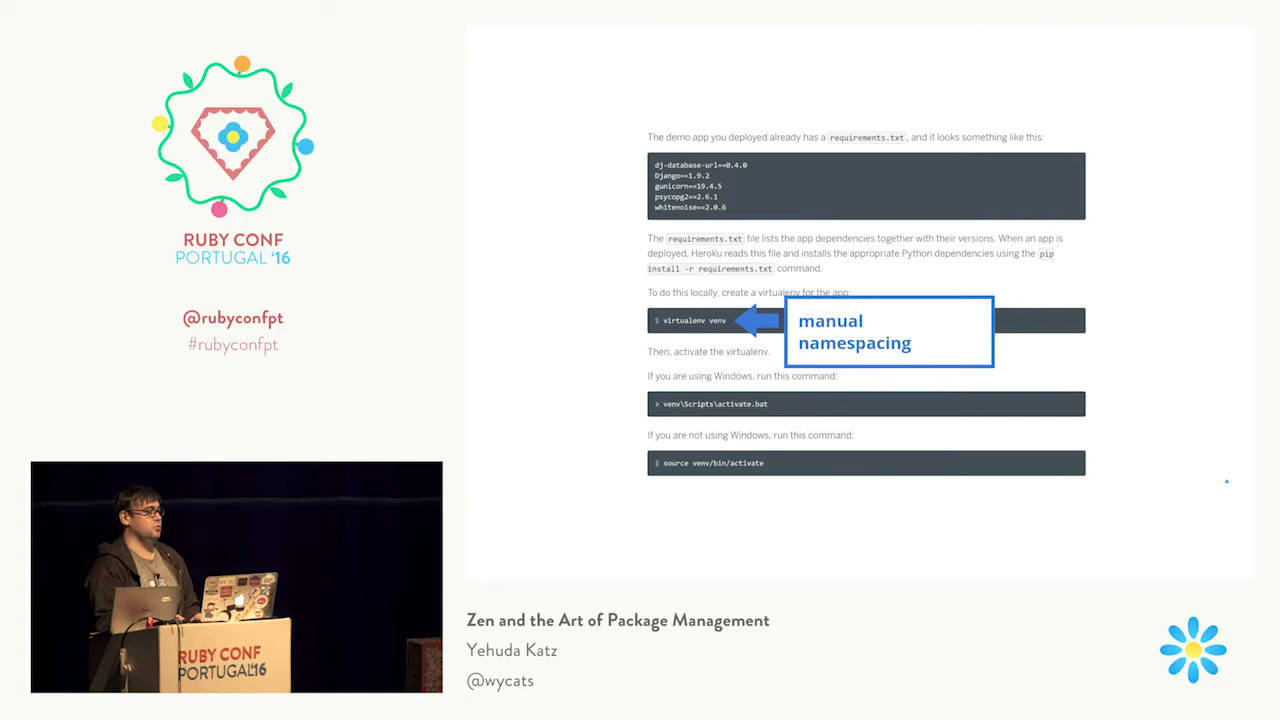 RUBY CONF
PORTUGAL '16
@rubyconfpt
#rubyconfpt
The demo app you deployed already has a requirements.txt, and it looks something like this:
dj-database-url==0.4.0
Django==1.9.2
gunicorn==19.4.5
psycopg2==2.6.1
whitenoise==2.0.6
The requirements.txt file lists the app dependencies together with their versions. When an app is
deployed, Heroku reads this file and installs the appropriate Python dependencies using the pip
install -r requirements.txt command.
To do this locally, create a virtualenv for the app:
$ virtualenv venv
manual
namespacing
Then, activate the virtualenv.
If you are using Windows, run this command:
> venv\Scripts\activate.bat
If you are not using Windows, run this command:
$ source venv/bin/activate
RUBY CONF
PORTUGAL'16
Zen and the Art of Package Management
Yehuda Katz
@wycats